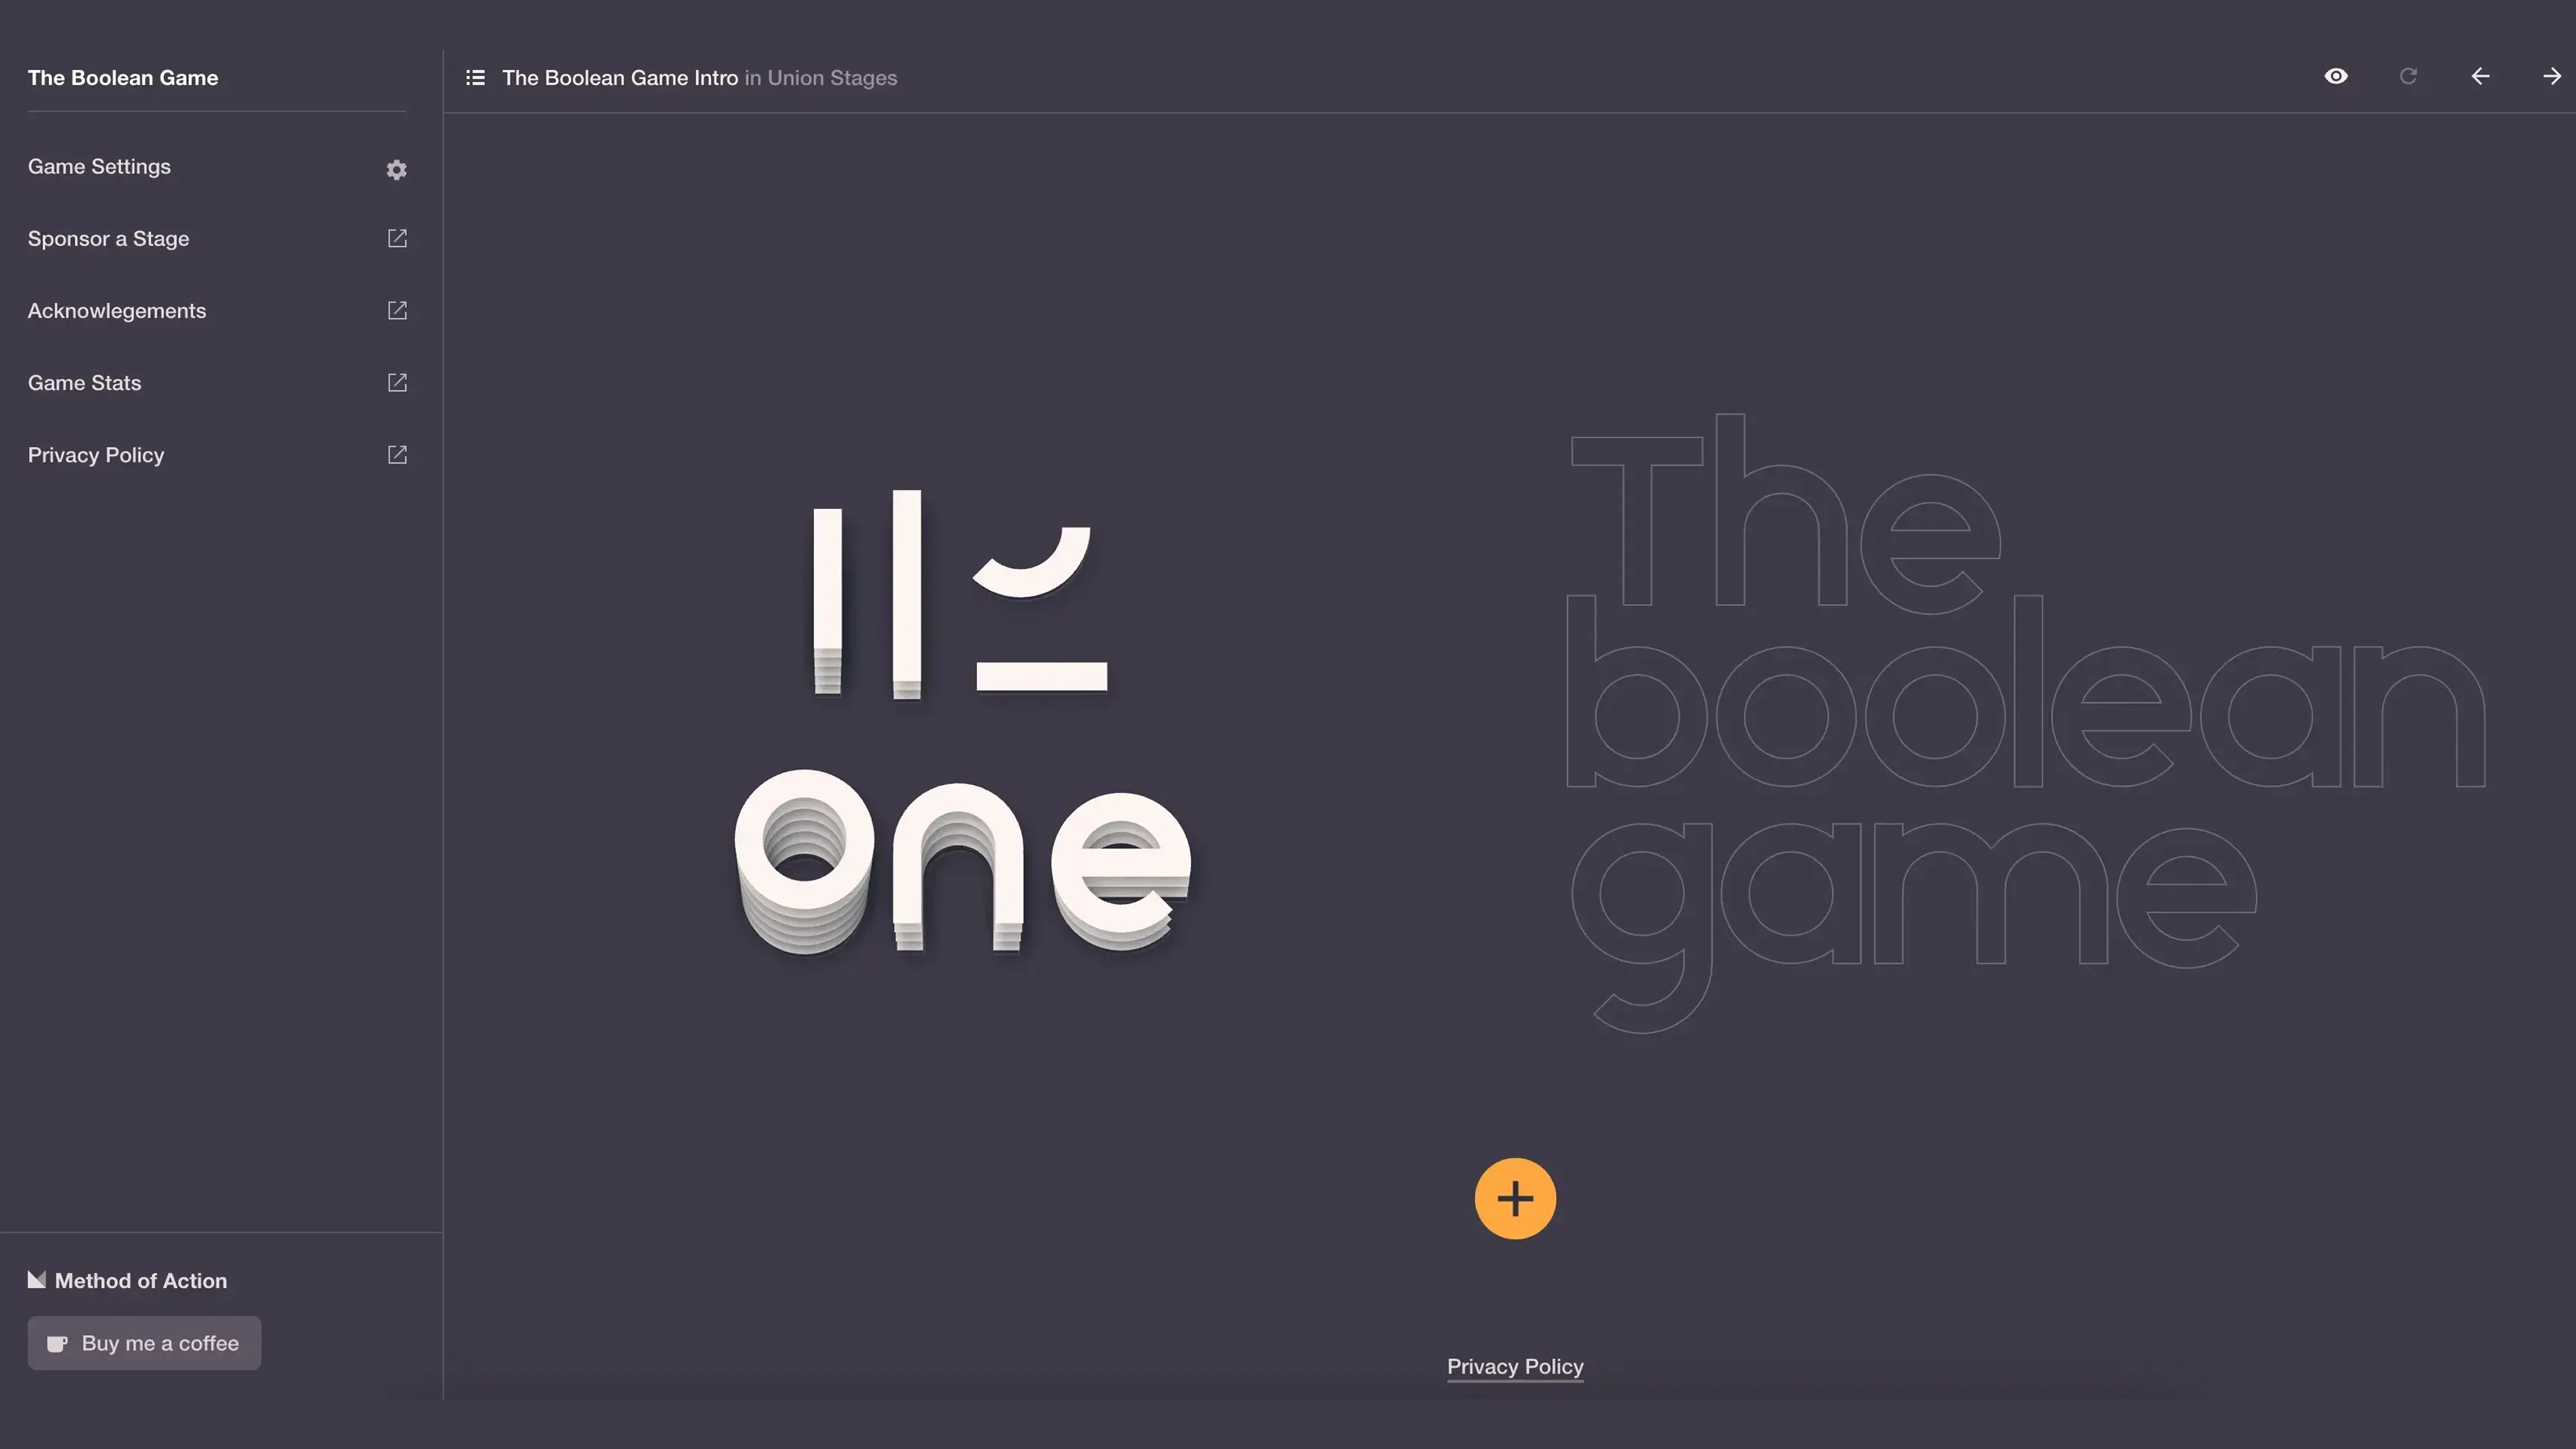 The Boolean Game
Game Settings
Sponsor a Stage
Acknowlegements
Game Stats
Privacy Policy
Method of Action
Buy me a coffee
The Boolean Game Intro in Union Stages
one
The
boolean
game
Privacy Policy